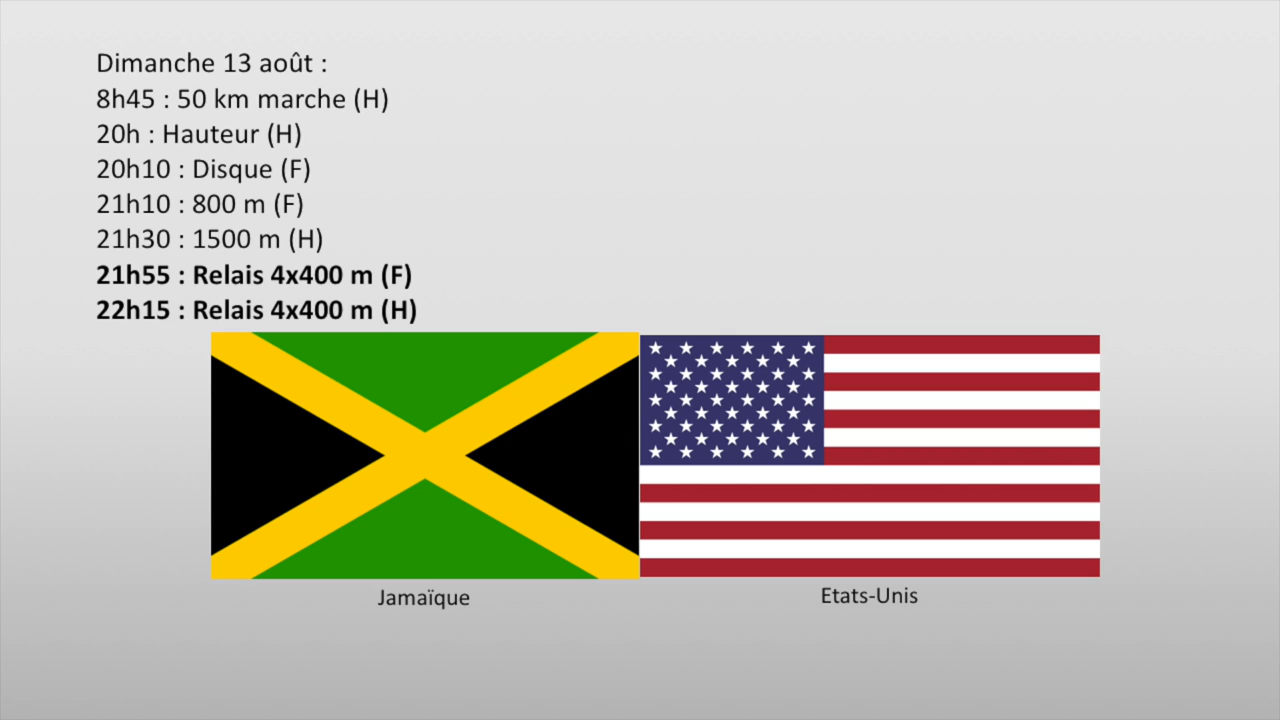 Dimanche 13 août :
8h45 : 50 km marche (H)
20h : Hauteur (H)
20h10 : Disque (F)
21h10 : 800 m (F)
21h30 : 1500 m (H)
21h55 : Relais 4x400 m (F)
22h15 : Relais 4x400 m (H)
Jamaïque
Etats-Unis